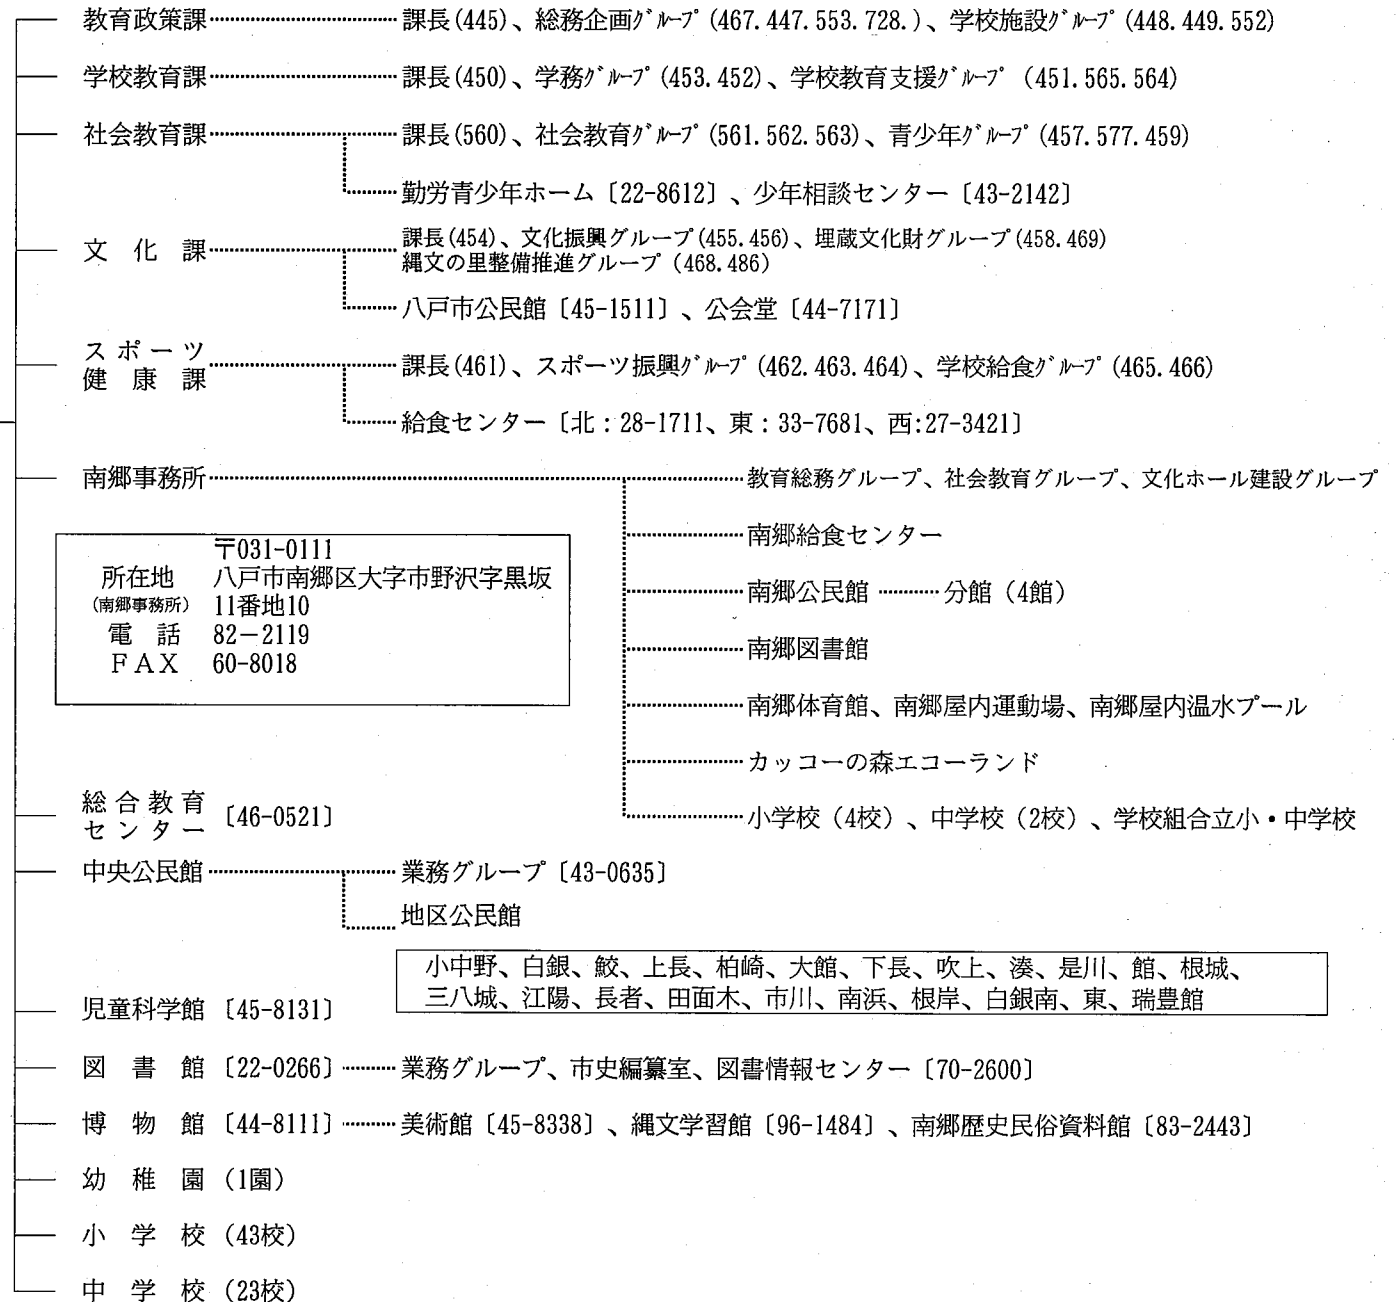 教育政策課 課長(445)、総務企画ｸﾞﾙｰﾌﾟ(467.447.553.728.)、学校施設ｸﾞﾙｰﾌﾟ(448.449.552)
学校教育課 課長(450)、学務ｸﾞﾙｰﾌﾟ(453.452)、学校教育支援ｸﾞﾙｰﾌﾟ(451.565.564)
社会教育課 課長(560)、社会教育ｸﾞﾙｰﾌﾟ(561.562.563)、青少年ｸﾞﾙｰﾌﾟ(457.577.459)
勤労青少年ホーム〔22-8612〕、少年相談センター〔43-2142〕
文化課 課長(454)、文化振興グループ(455.456)、埋蔵文化財グループ(458.469)
縄文の里整備推進グループ(468.486)
八戸市公民館〔45-1511〕、公会堂〔44-7171〕
スポーツ
健康課 課長(461)、スポーツ振興ｸﾞﾙｰﾌﾟ(462.463.464)、学校給食ｸﾞﾙｰﾌﾟ(465.466)
給食センター〔北：28-1711、東：33-7681、西:27-3421〕
南郷事務所 教育総務グループ、社会教育グループ、文化ホール建設グループ
南郷給食センター
南郷公民館 分館（4館）
南郷図書館
南郷体育館、南郷屋内運動場、南郷屋内温水プール
カッコーの森エコーランド
小学校（4校）、中学校（2校）、学校組合立小・中学校
〒031-0111
所在地 八戸市南郷区大字市野沢字黒坂
（南郷事務所） 11番地10
電話 82－2119
ＦＡＸ 60-8018
総合教育
センター 〔46-0521〕
中央公民館 業務グループ〔43-0635〕
地区公民館
小中野、白銀、鮫、上長、柏崎、大館、下長、吹上、湊、是川、館、根城、
三八城、江陽、長者、田面木、市川、南浜、根岸、白銀南、東、瑞豊館
児童科学館〔45-8131〕
図書館〔22-0266〕 業務グループ、市史編纂室、図書情報センター〔70-2600〕
博物館〔44-8111〕 美術館〔45-8338〕、縄文学習館〔96-1484〕、南郷歴史民俗資料館〔83-2443〕
幼稚園（1園）
小学校（43校）
中学校（23校）